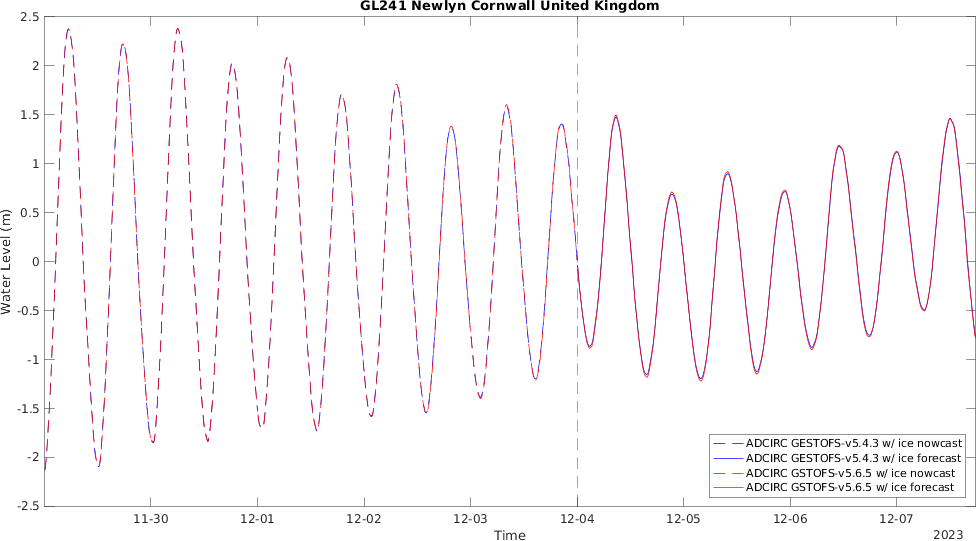 GL241 Newlyn Cornwall United Kingdom
2.5
2
1.5
1
0.5
0
-0.5
-1
-1.5
-2
-2.5
Water Level (m)
ADCIRC GESTOFS-v5.4.3 w/ ice nowcast
ADCIRC GESTOFS-v5.4.3 w/ ice forecast
ADCIRC GSTOFS-v5.6.5 w/ ice nowcast
ADCIRC GSTOFS-v5.6.5 w/ ice forecast
11-30 12-01 12-02 12-03 12-04 12-05 12-06 12-07
Time
2023